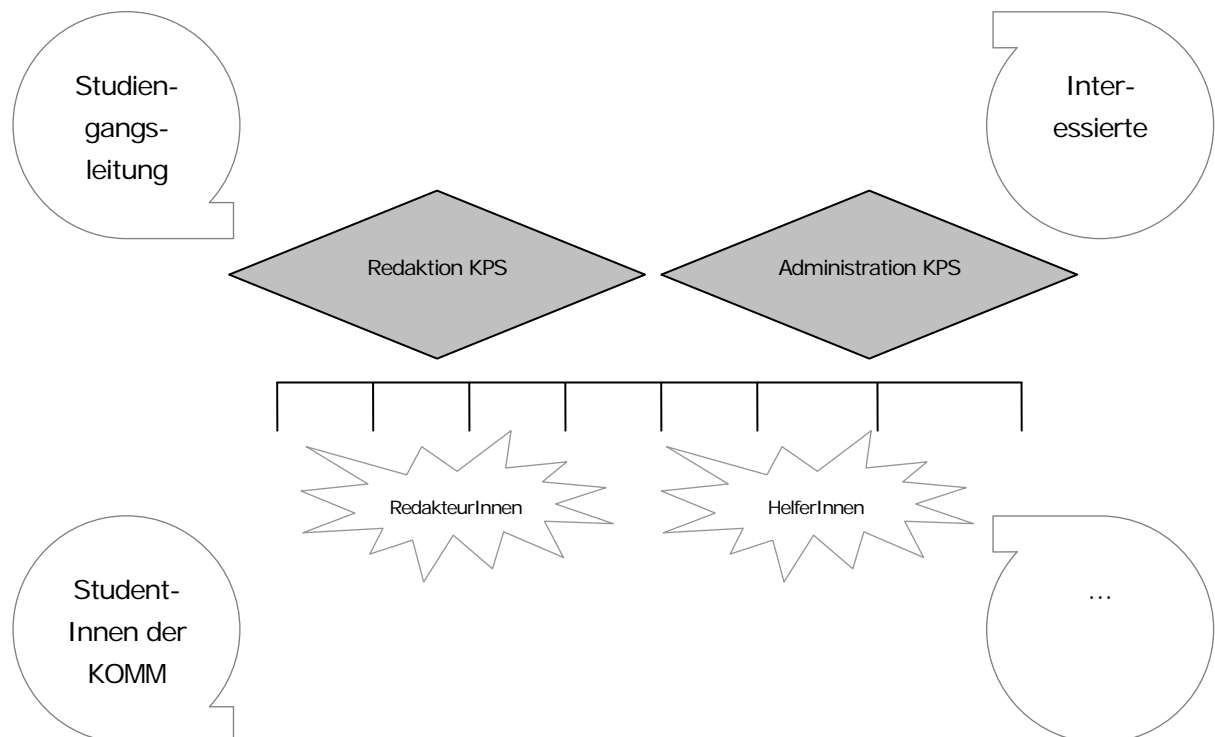 Studien-
gangs-
leitung
Inter-
essierte
Redaktion KPS
Administration KPS
RedakteurInnen
HelferInnen
Student-
Innen der
KOMM
...